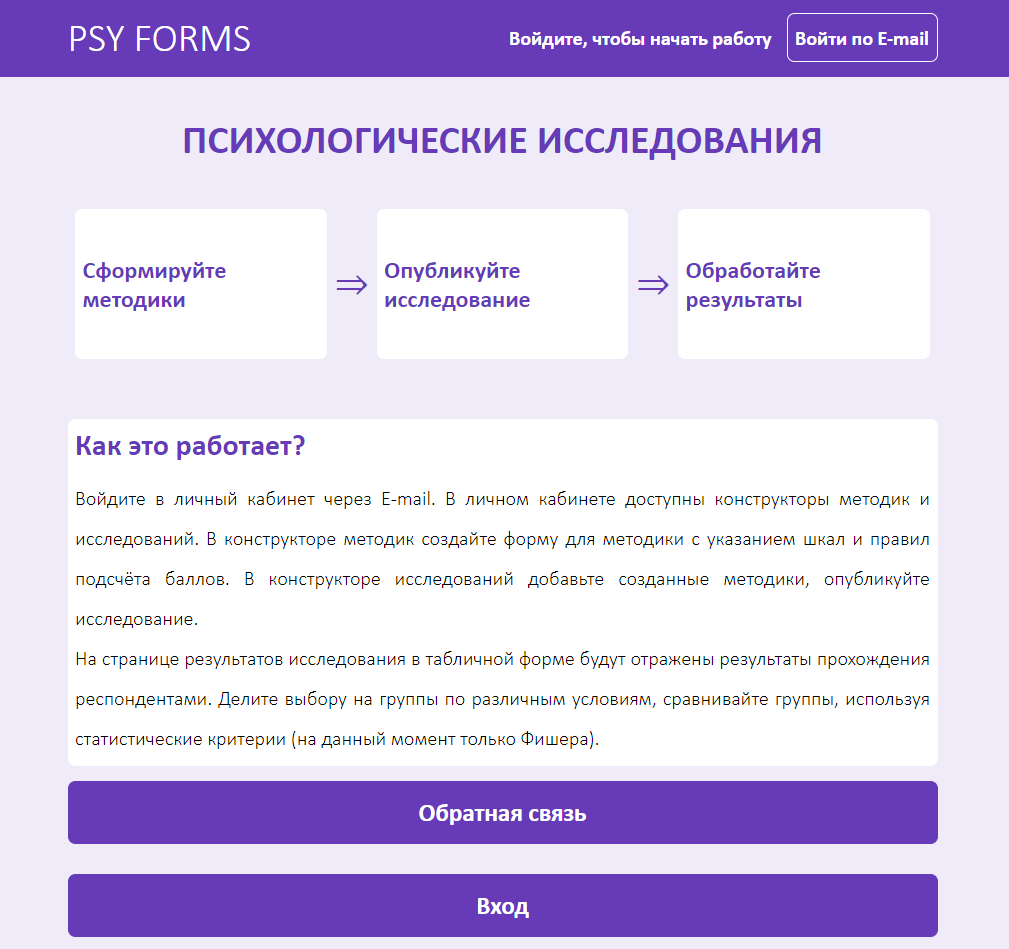 PSY FORMS
Войдите, чтобы начать работу
Войти по E-mail
ПСИХОЛОГИЧЕСКИЕ ИССЛЕДОВАНИЯ
Сформируйте
методики
⇒
Опубликуйте
исследование
⇒
Обработайте
результаты
Как это работает?
Войдите в личный кабинет через E-mail. В личном кабинете доступны конструкторы методик и
исследований. В конструкторе методик создайте форму для методики с указанием шкал и правил
подсчёта баллов. В конструкторе исследований добавьте созданные методики, опубликуйте
исследование.
На странице результатов исследования в табличной форме будут отражены результаты прохождения
респондентами. Делите выбору на группы по различным условиям, сравнивайте группы, используя
статистические критерии (на данный момент только Фишера).
Обратная связь
Вход